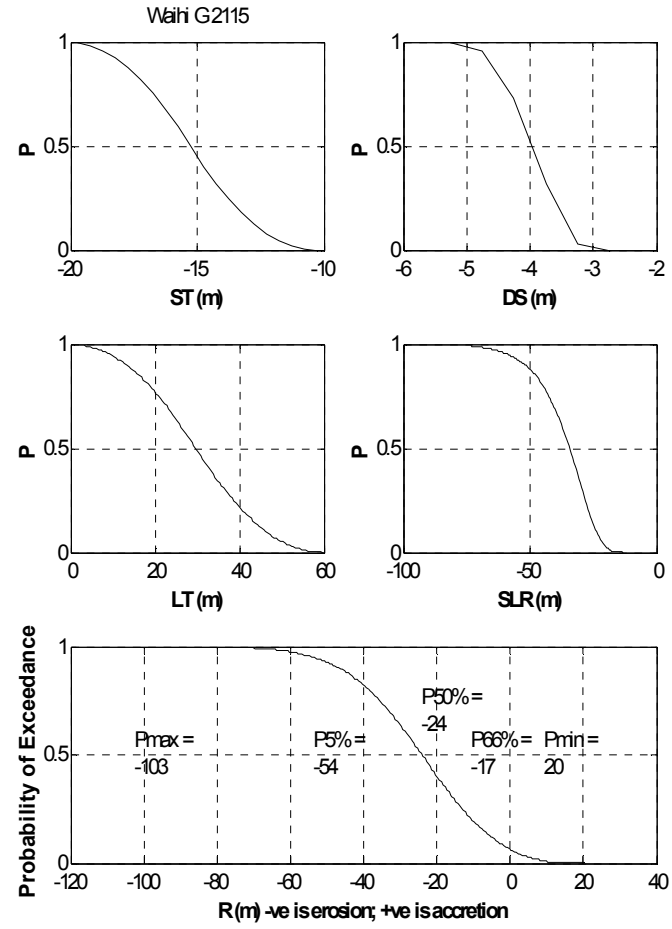 Waihi G2115
1
0.5
0
P
-20
-15
-10
ST (m)
1
0.5
0
P
-6
-5
-4
-3
-2
DS (m)
1
0.5
0
P
0
20
40
60
LT (m)
1
0.5
0
P
-100
-50
0
SLR (m)
Probability of Exceedance
1
0.5
0
Pmax =
-103
P5% =
-54
P50% =
-24
P66% =
-17
Pmin =
20
-120
-100
-80
-60
-40
-20
0
20
40
R (m) -ve is erosion; +ve is accretion